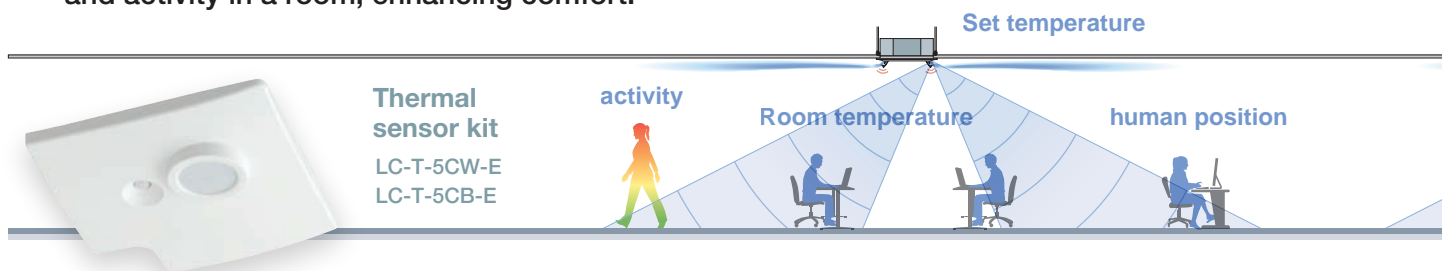 and activity in a room, enhancing comfort.
Set temperature
Thermal
sensor kit
LC-T-5CW-E
LC-T-5CB-E
activity
Room temperature
human position